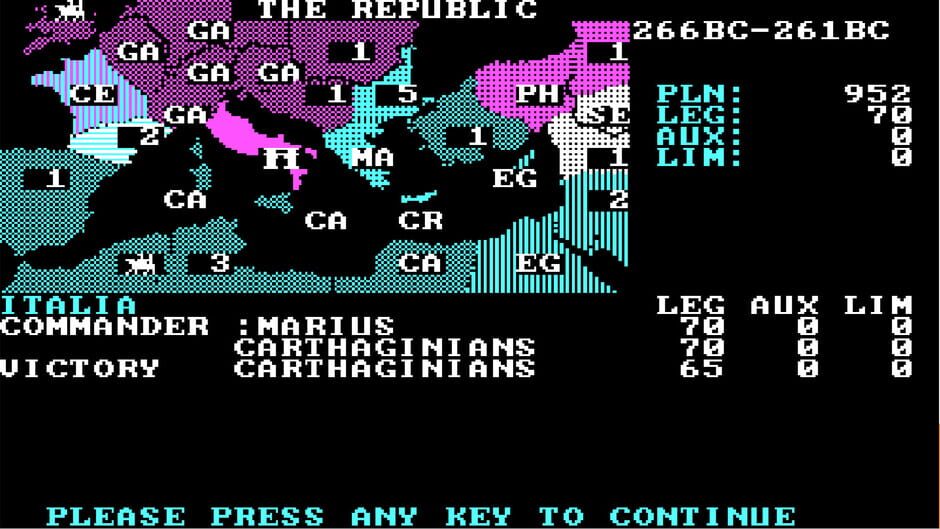 THE REPUBLIC
266BC-261BC
GA
GA 1 1
GA GA
CE 1 5 PH PLN: 952
GA SE LEG: 70
2 1 AUX: 0
MA 1 LIM: 0
1 EG
CA 2
CA CR
3 CA EG
ITALIA LEG AUX LIM
COMMANDER :MARIUS 70 0 0
CARTHAGINIANS 70 0 0
VICTORY CARTHAGINIANS 65 0 0
PLEASE PRESS ANY KEY TO CONTINUE